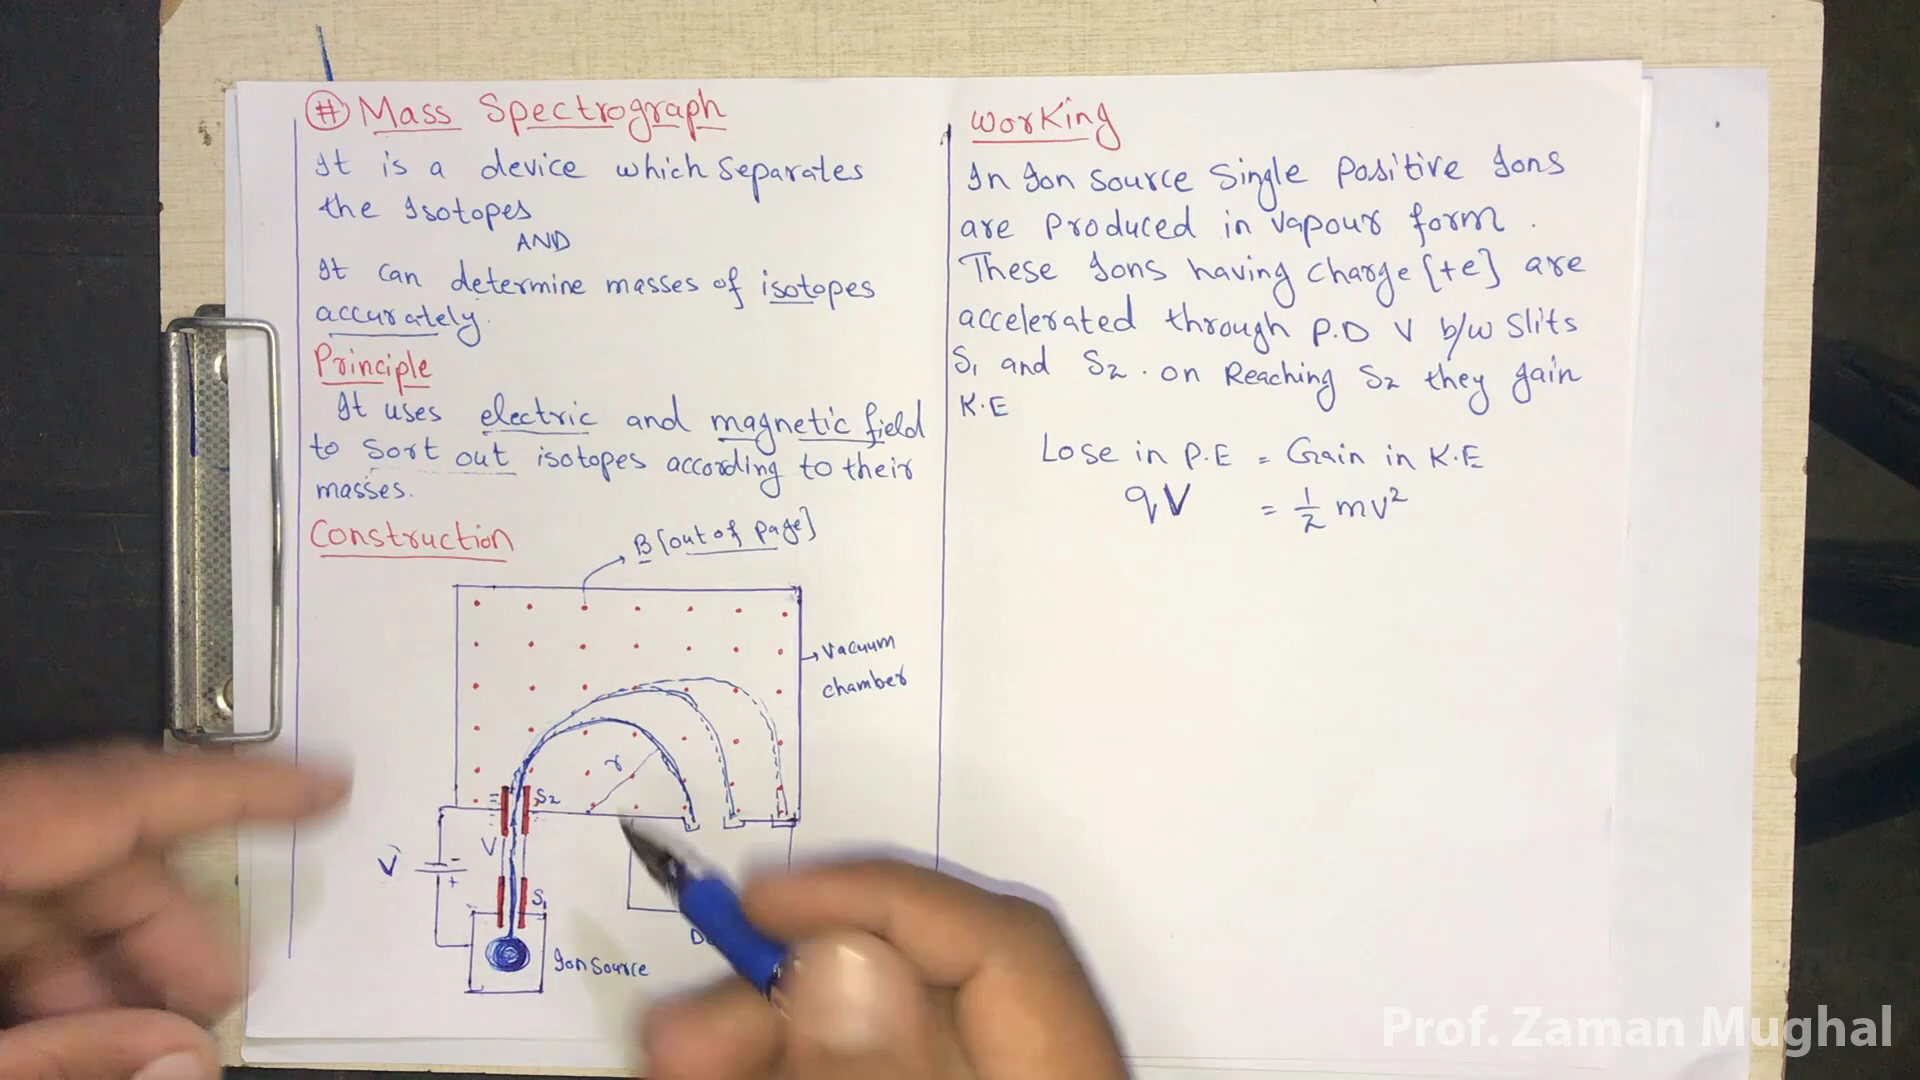 # Mass Spectrograph
It is a device which separates
the Isotopes
AND
It can determine masses of isotopes
accurately.
Principle
It uses electric and magnetic field
to sort out isotopes according to their
masses.
Construction
B [out of page]
Vacuum
chamber
r
S2
V
V
-
+
S1
Ion Source
Working
In Ion source Single Positive Ions
are produced in vapour form.
These Ions having charge [+e] are
accelerated through P.D V b/w slits
S1 and S2. on Reaching S2 they gain
K.E
Lose in P.E = Gain in K.E
qV = 1/2 mv²
Prof. Zaman Mughal